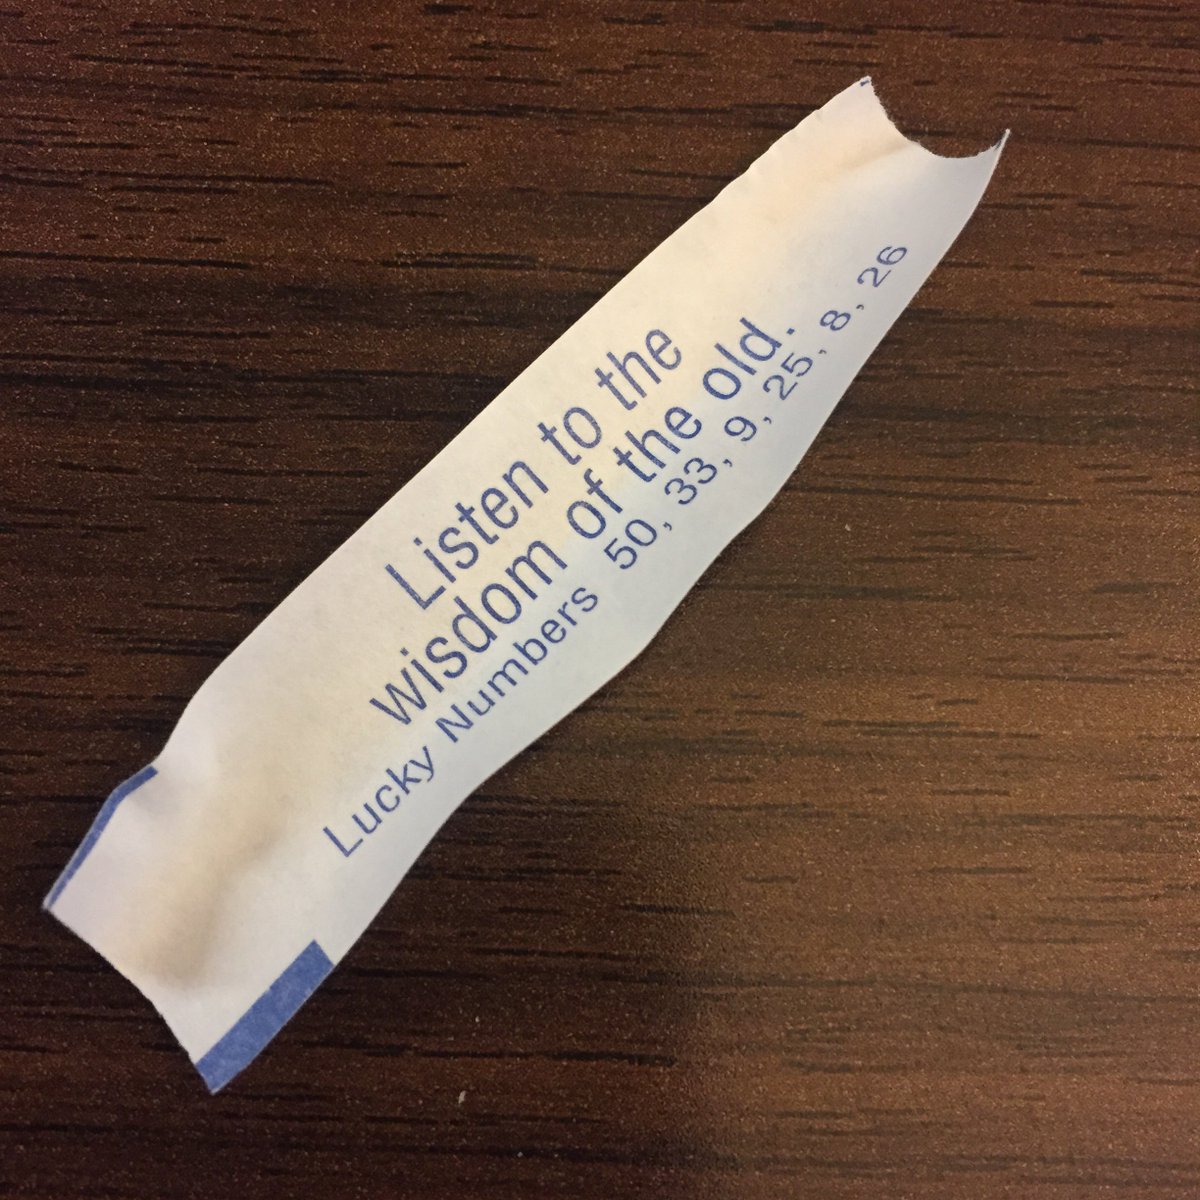 Listen to the
wisdom of the old.
Lucky Numbers 50, 33, 9, 25, 8, 26